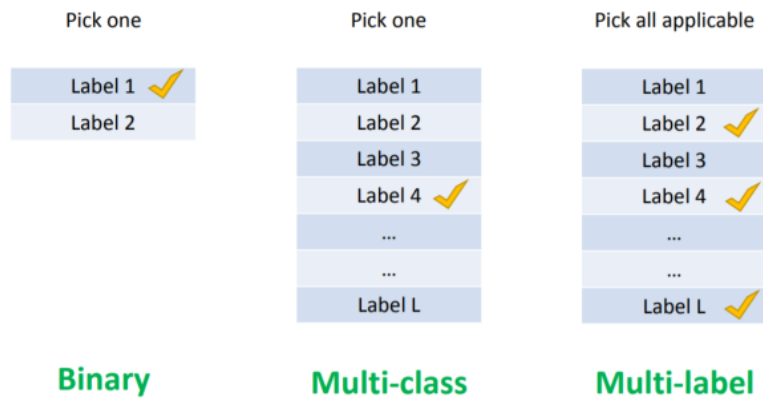 Pick one
Label 1
Label 2
Binary
Pick one
Label 1
Label 2
Label 3
Label 4
...
...
Label L
Multi-class
Pick all applicable
Label 1
Label 2
Label 3
Label 4
...
...
Label L
Multi-label